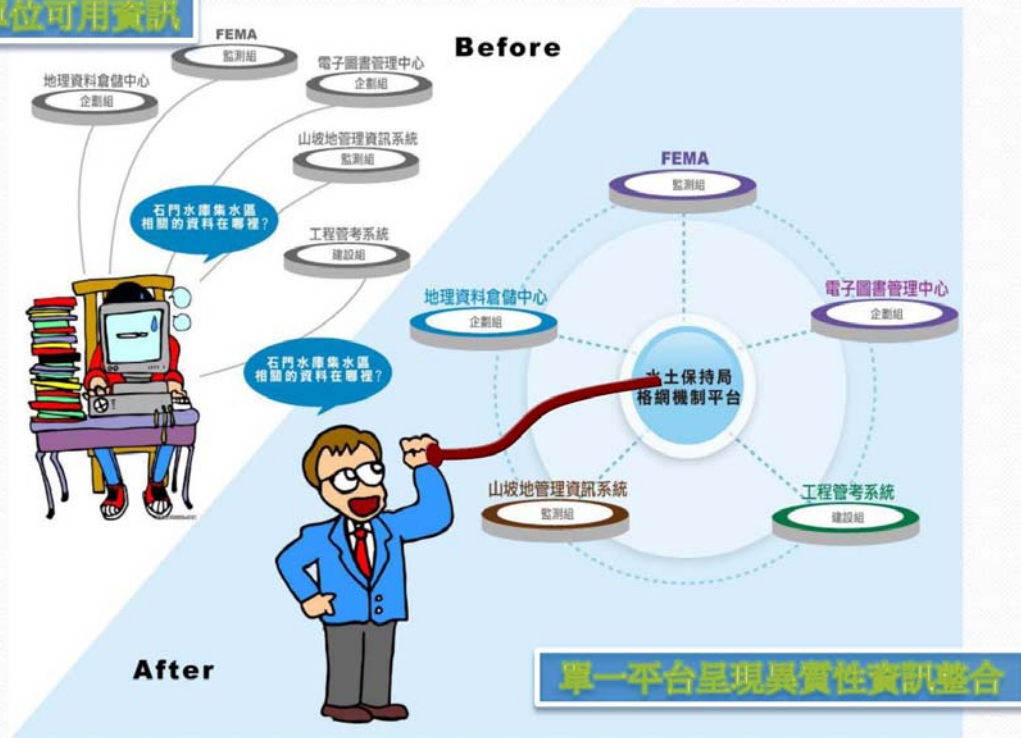 單位可用資訊
Before
FEMA
監測組
電子圖書管理中心
企劃組
地理資料倉儲中心
企劃組
山坡地管理資訊系統
監測組
石門水庫集水區
相關的資料在哪裡?
工程管考系統
建設組
FEMA
監測組
電子圖書管理中心
企劃組
地理資料倉儲中心
企劃組
石門水庫集水區
相關的資料在哪裡?
水土保持局
格網機制平台
山坡地管理資訊系統
監測組
工程管考系統
建設組
After
單一平台呈現異質性資訊整合